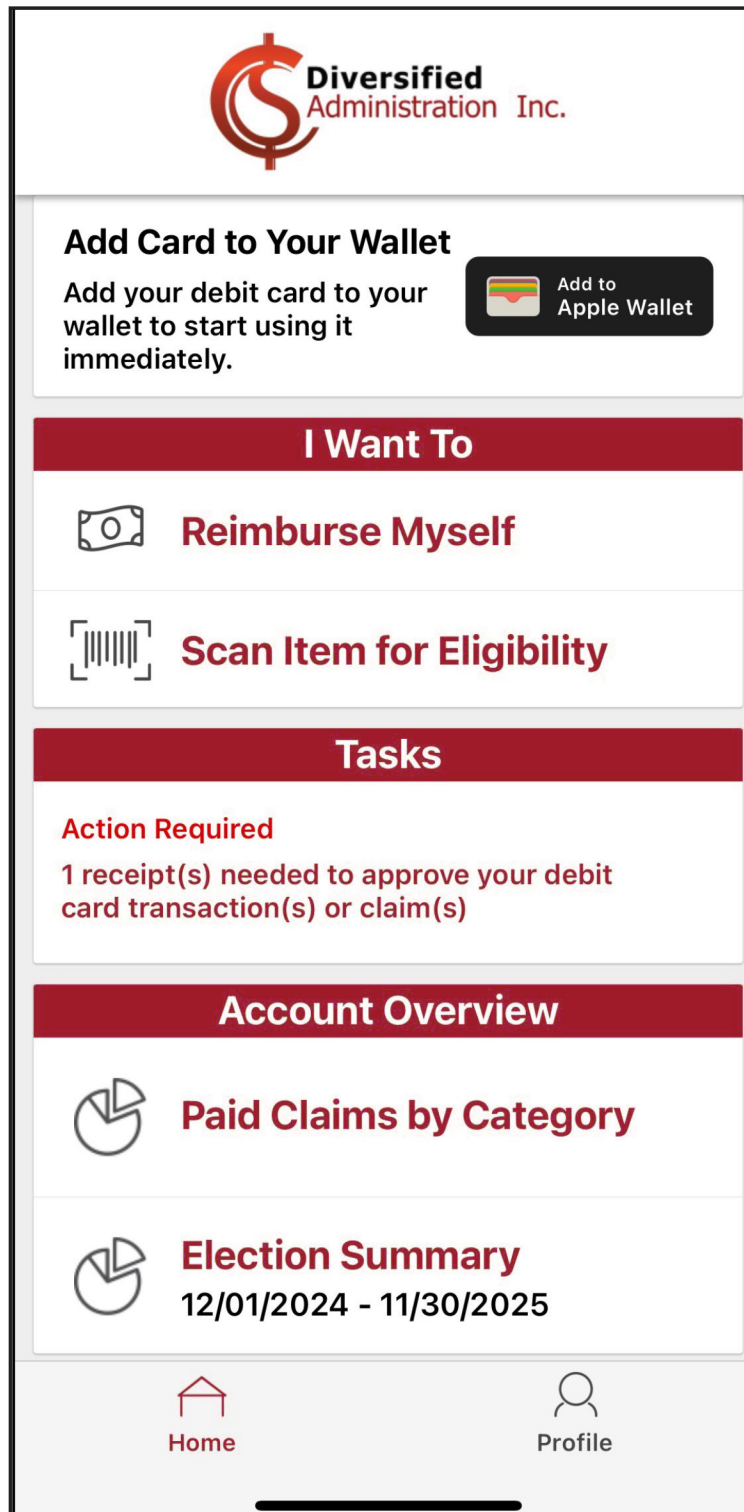 Diversified
Administration Inc.
Add Card to Your Wallet
Add your debit card to your
wallet to start using it
immediately.
Add to
Apple Wallet
I Want To
Reimburse Myself
Scan Item for Eligibility
Tasks
Action Required
1 receipt(s) needed to approve your debit
card transaction(s) or claim(s)
Account Overview
Paid Claims by Category
Election Summary
12/01/2024 - 11/30/2025
Home
Profile